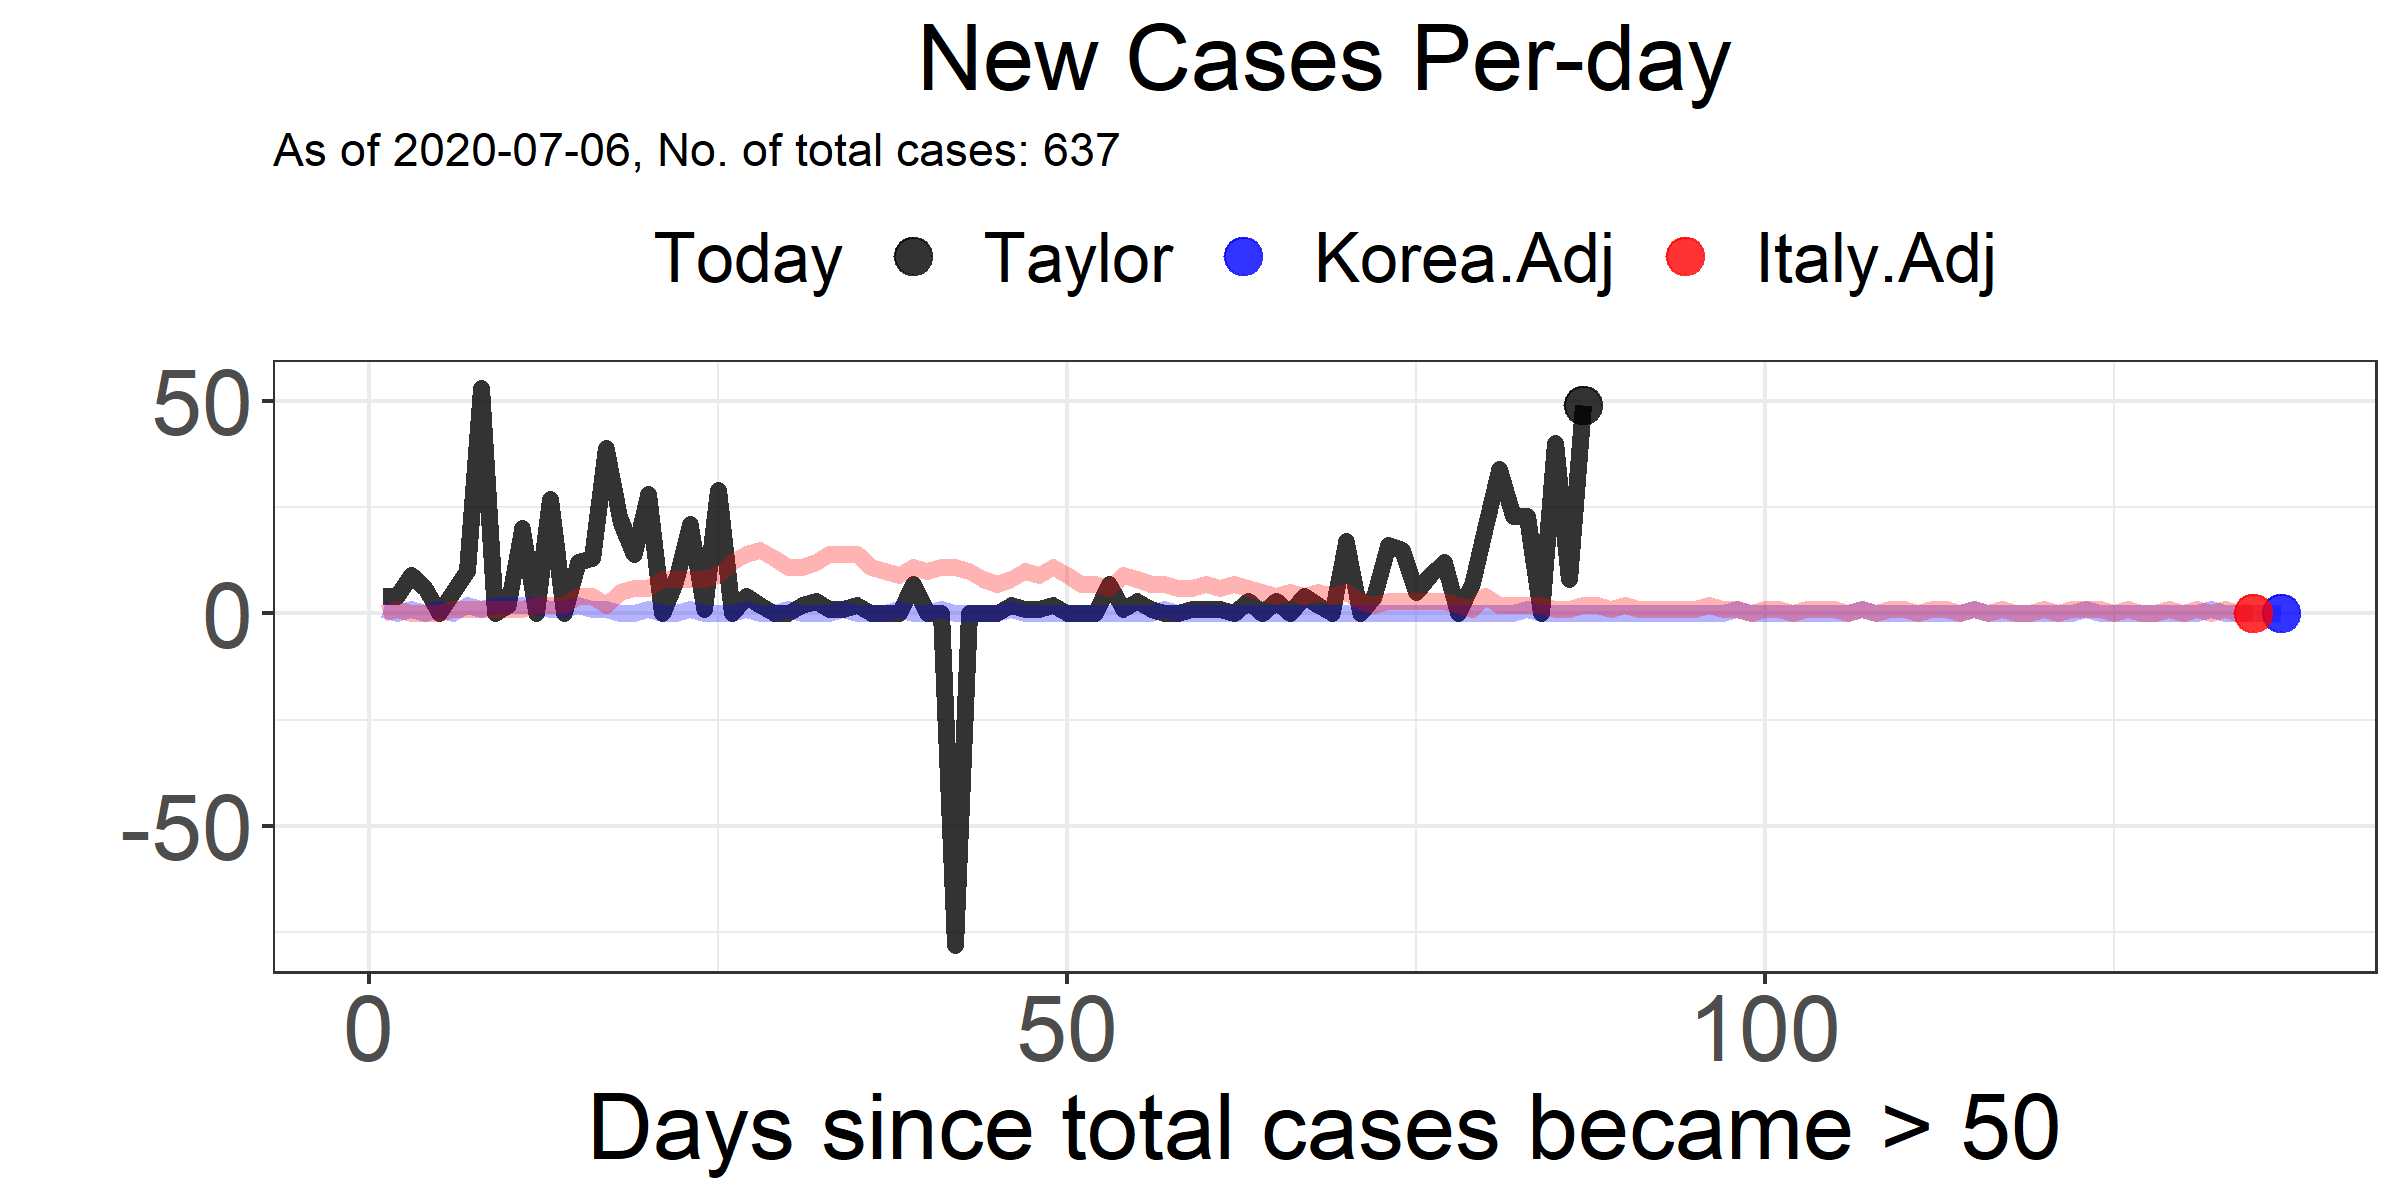 New Cases Per-day
As of 2020-07-06, No. of total cases: 637
Today Taylor Korea.Adj Italy.Adj
50
0
-50
0 50 100
Days since total cases became > 50